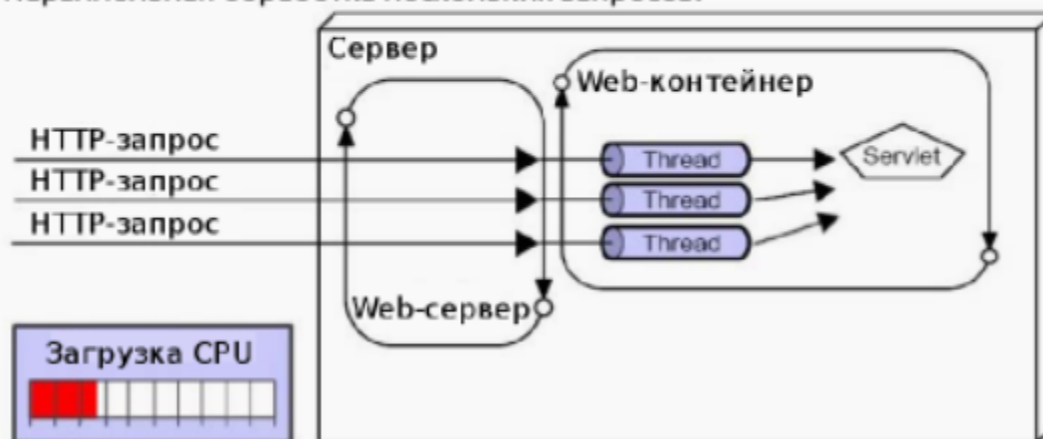 Сервер
Web-контейнер
HTTP-запрос
HTTP-запрос
HTTP-запрос
Thread
Thread
Thread
Servlet
Web-сервер
Загрузка CPU